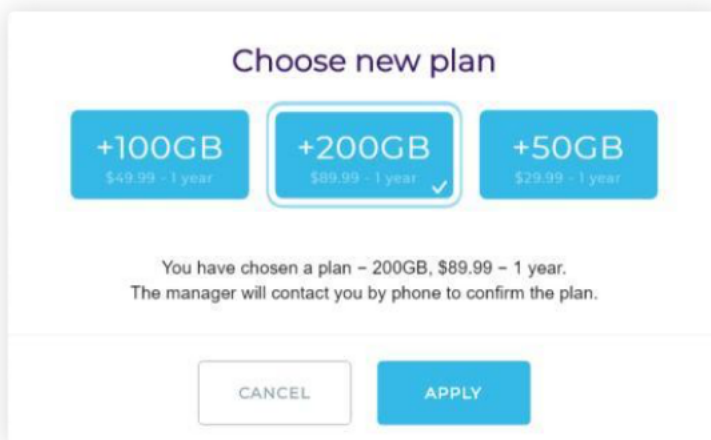 Choose new plan
+100GB
$49.99 - 1 year
+200GB
$89.99 - 1 year
+50GB
$29.99 - 1 year
You have chosen a plan – 200GB, $89.99 – 1 year.
The manager will contact you by phone to confirm the plan.
CANCEL
APPLY